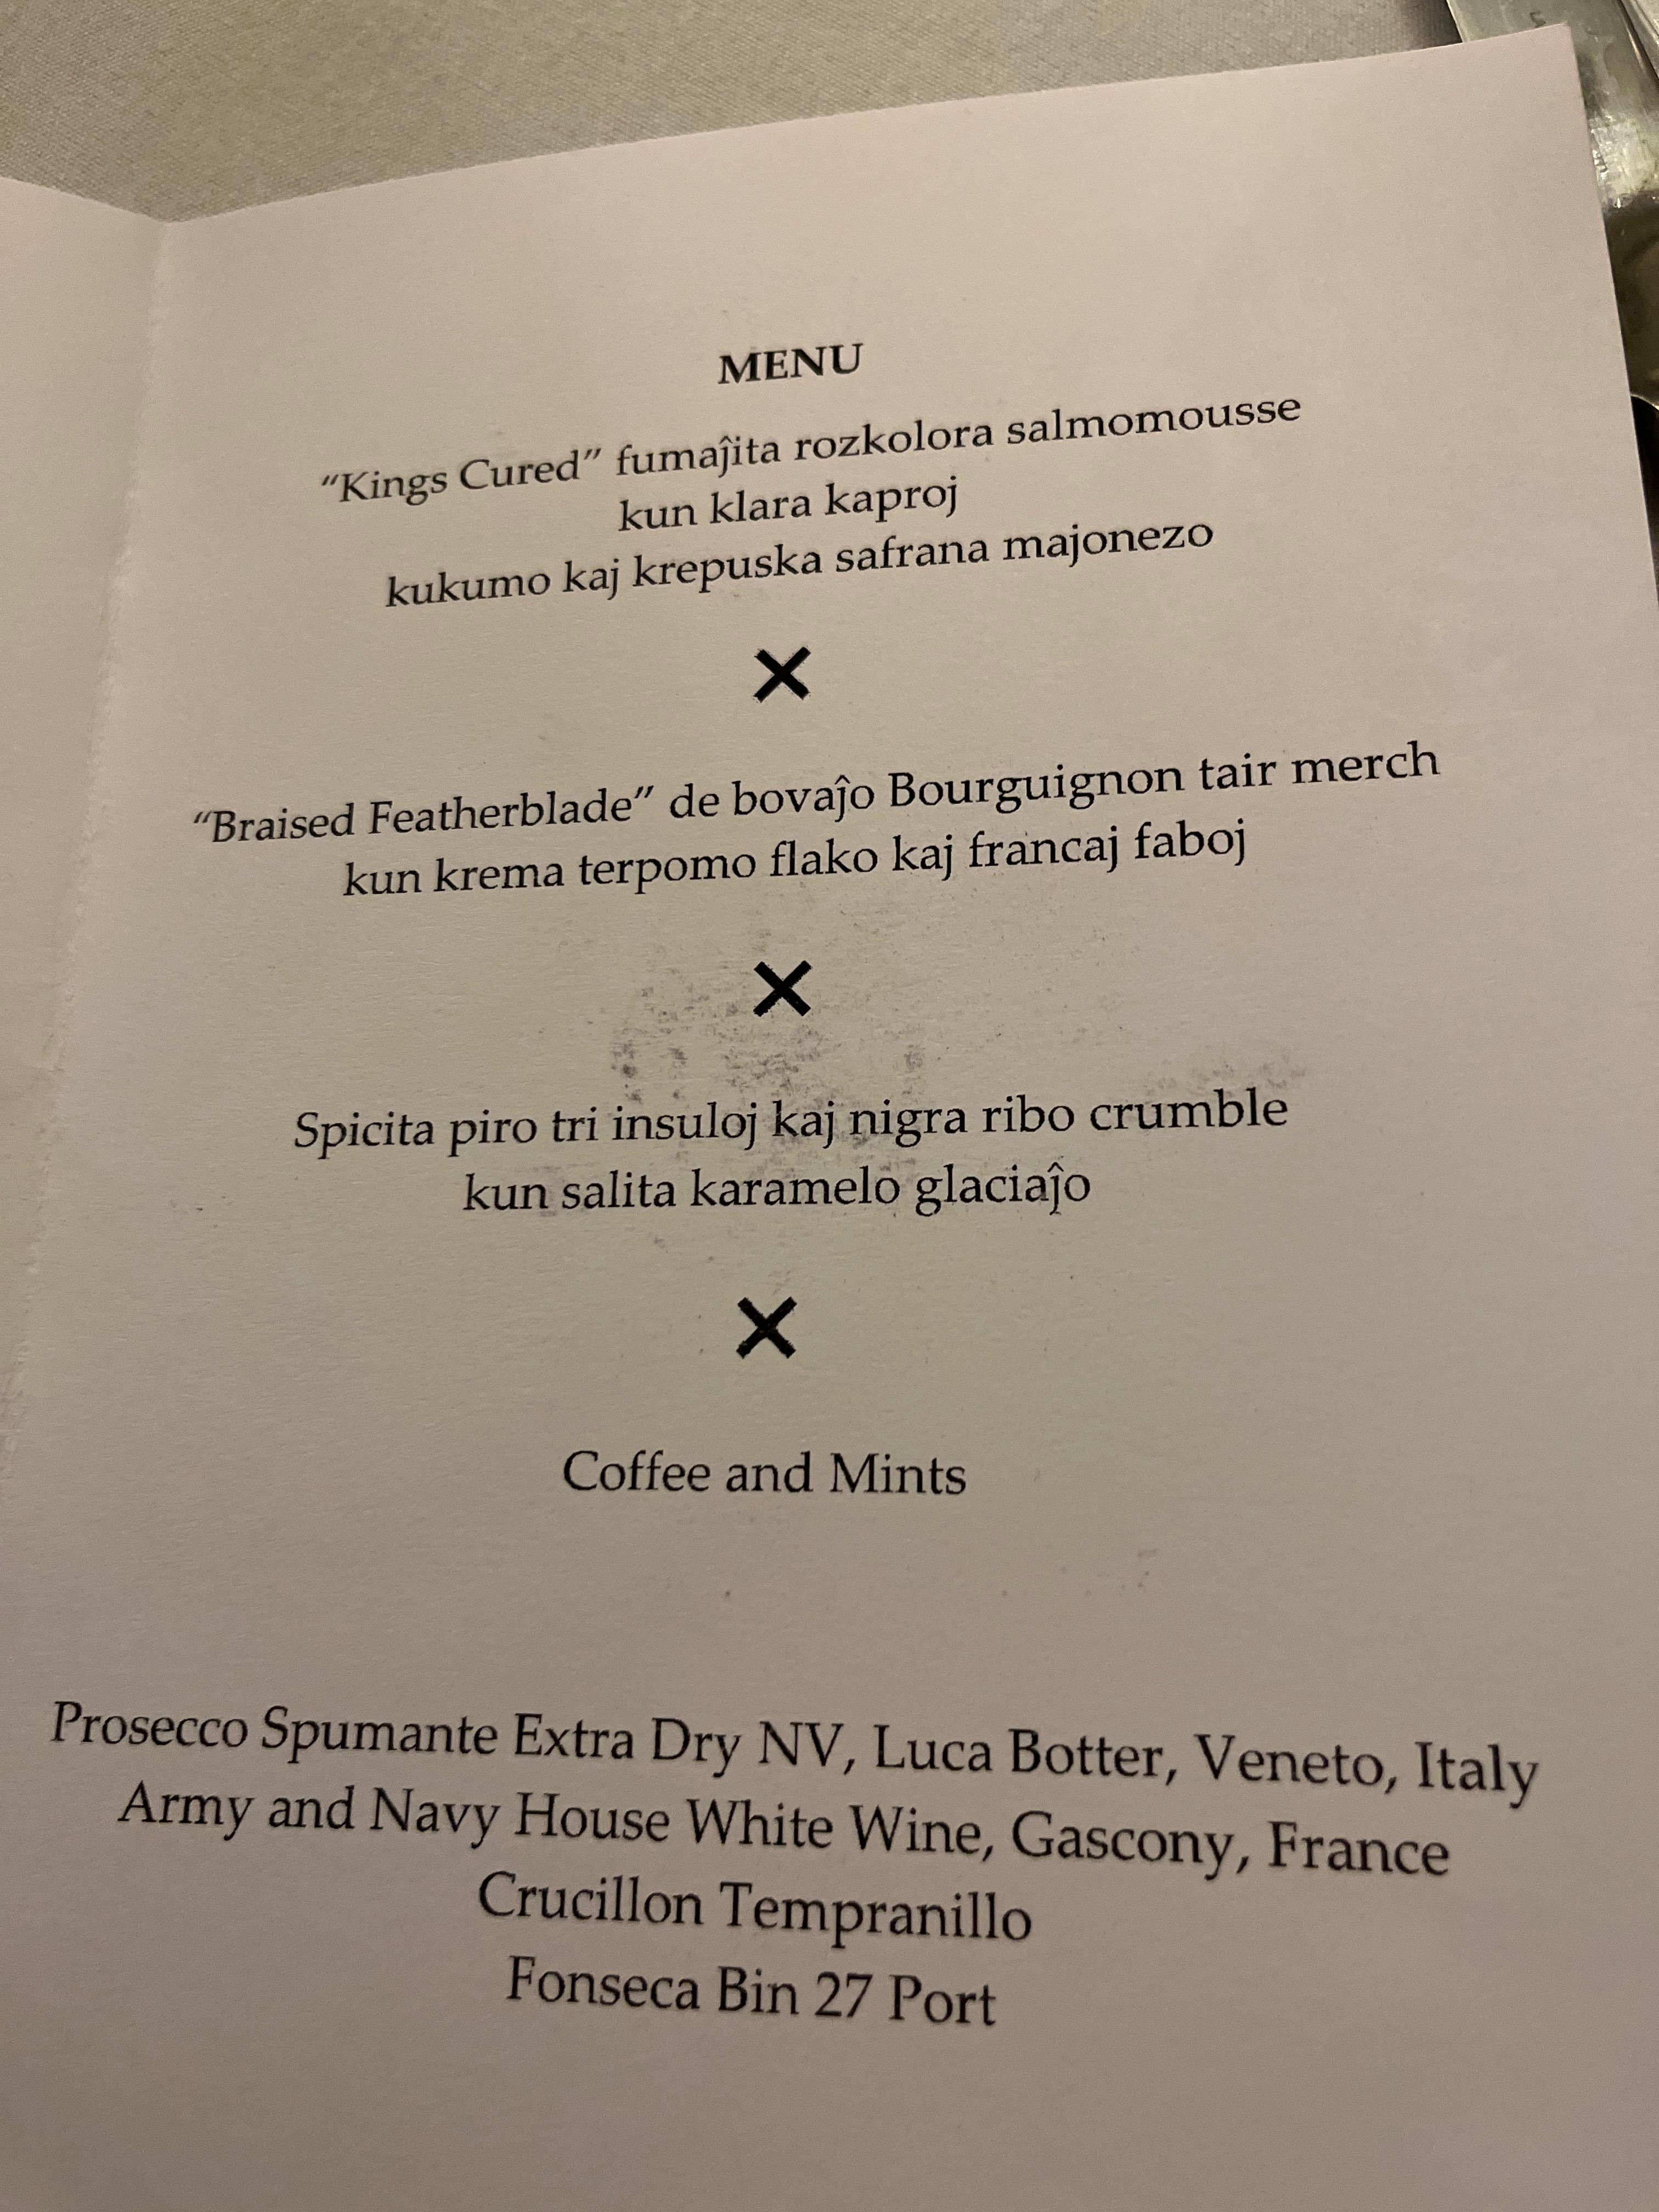 MENU
"Kings Cured" fumaĵita rozkolora salmomousse
kun klara kaproj
kukumo kaj krepuska safrana majonezo
"Braised Featherblade" de bovaĵo Bourguignon tair merch
kun krema terpomo flako kaj francaj faboj
Spicita piro tri insuloj kaj nigra ribo crumble
kun salita karamelo glaciaĵo
Coffee and Mints
Prosecco Spumante Extra Dry NV, Luca Botter, Veneto, Italy
Army and Navy House White Wine, Gascony, France
Crucillon Tempranillo
Fonseca Bin 27 Port